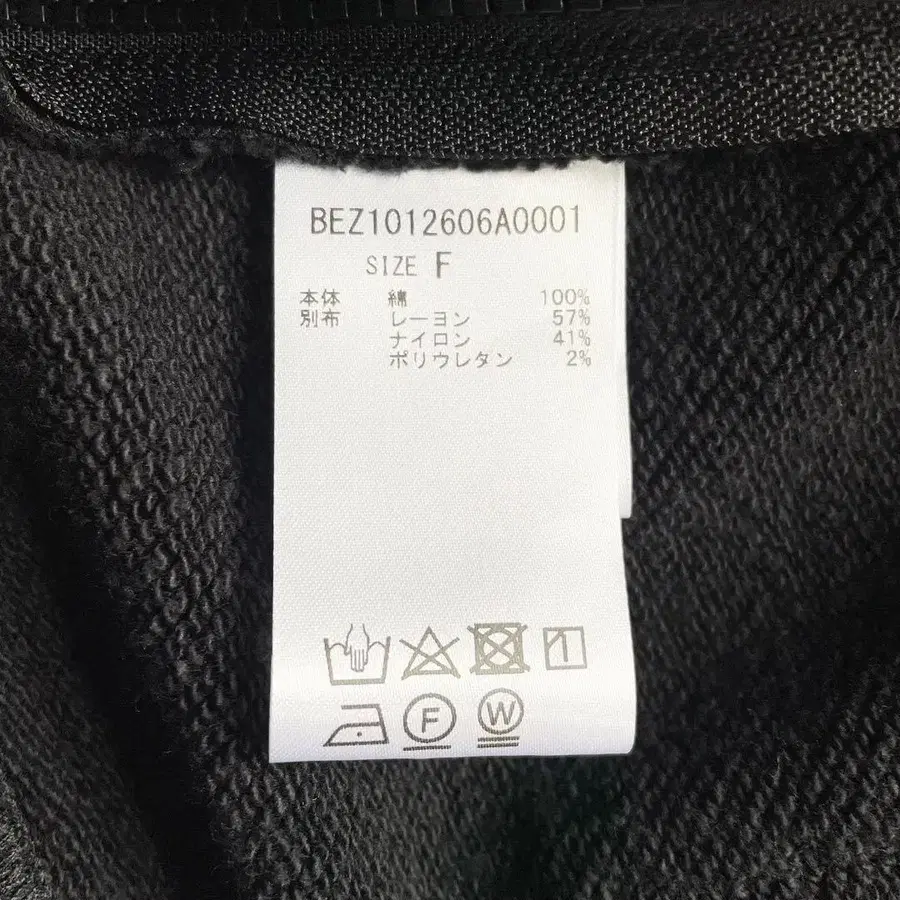 BEZ1012606A0001
SIZE F
本体 綿 100%
別布 レーヨン 57%
ナイロン 41%
ポリウレタン 2%
1
F
W